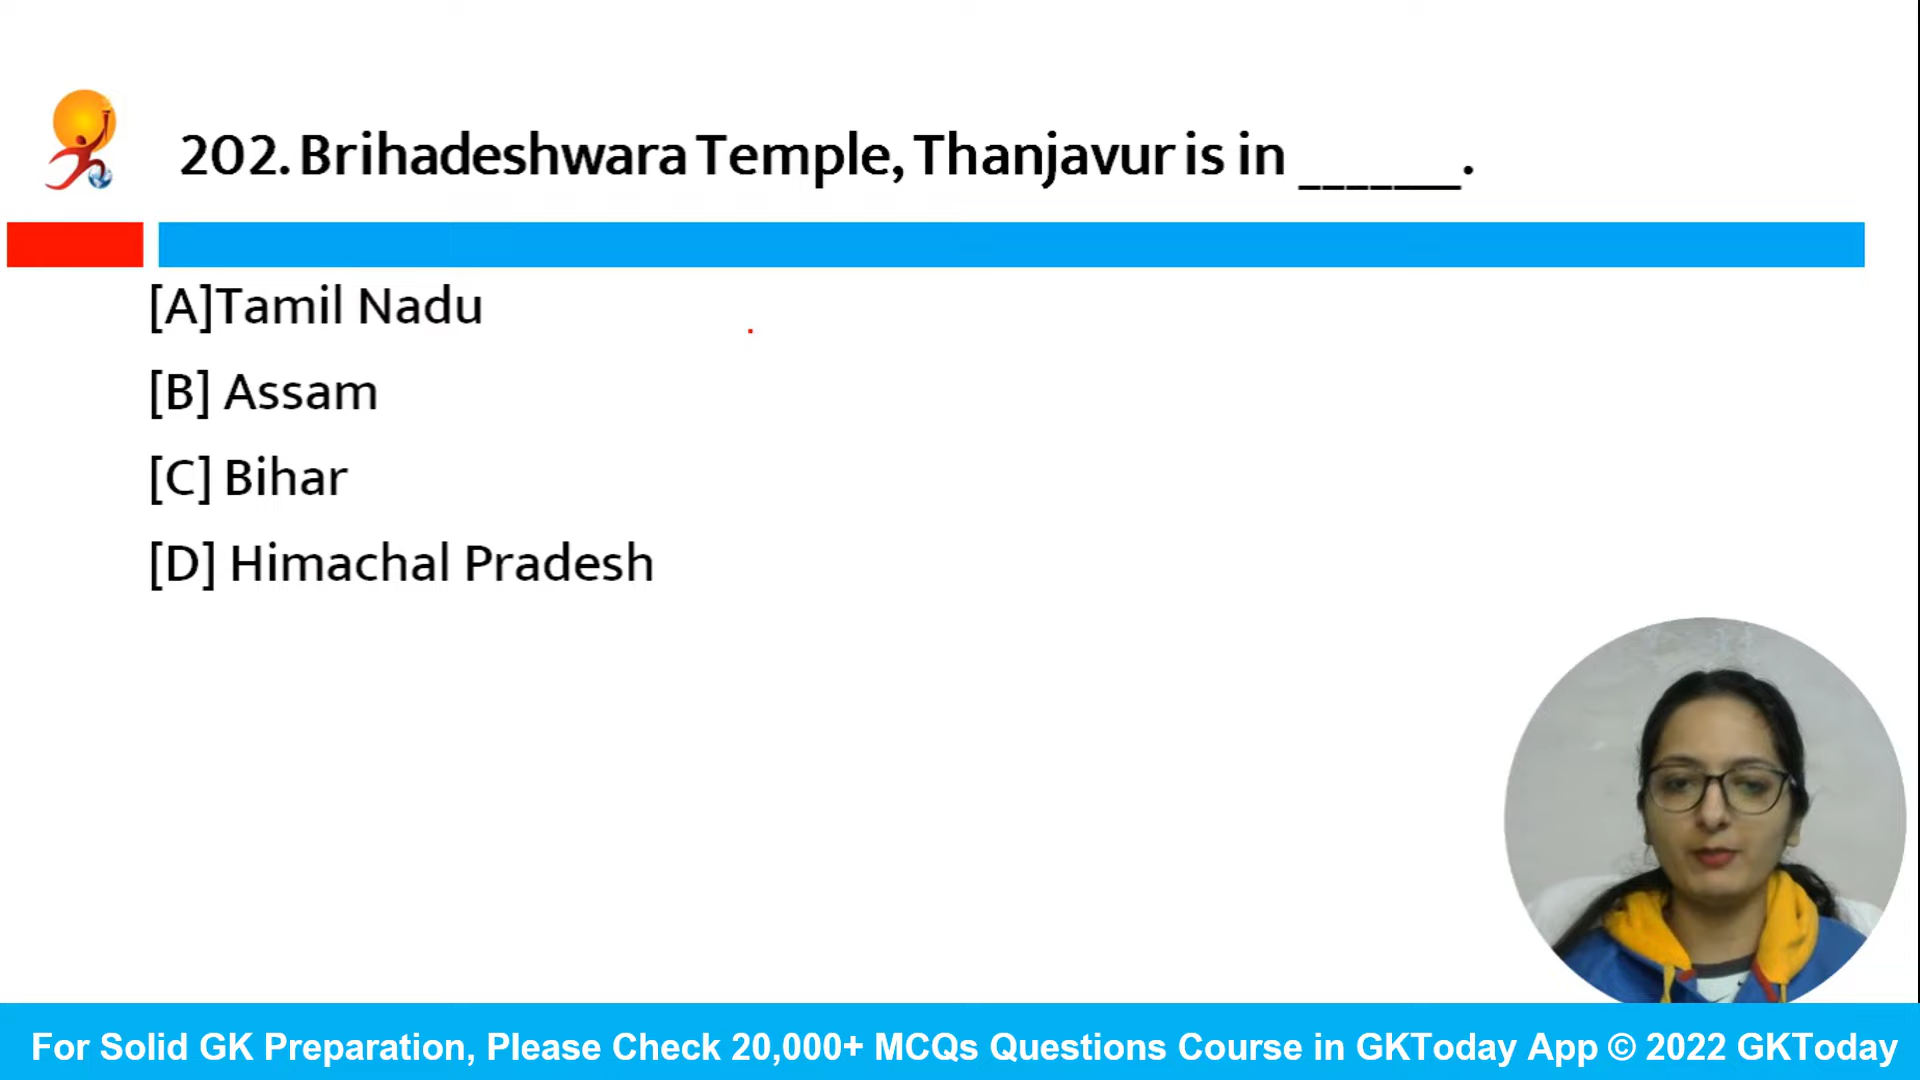 202. Brihadeshwara Temple, Thanjavur is in _______.
[A]Tamil Nadu
[B] Assam
[C] Bihar
[D] Himachal Pradesh
For Solid GK Preparation, Please Check 20,000+ MCQs Questions Course in GKToday App © 2022 GKToday